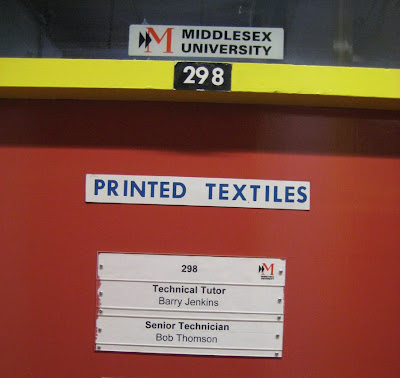 MIDDLESEX
UNIVERSITY
298
PRINTED TEXTILES
298
Technical Tutor
Barry Jenkins
Senior Technician
Bob Thomson